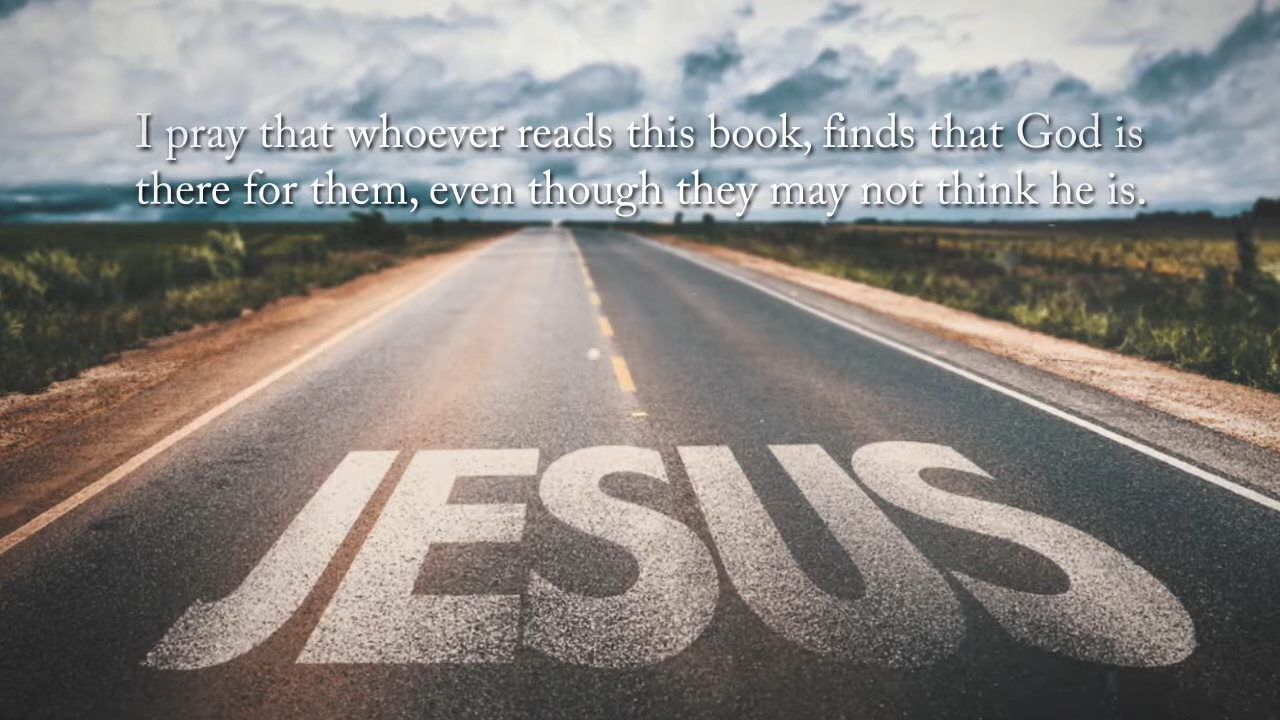 I pray that whoever reads this book, finds that God is
there for them, even though they may not think he is.
JESUS